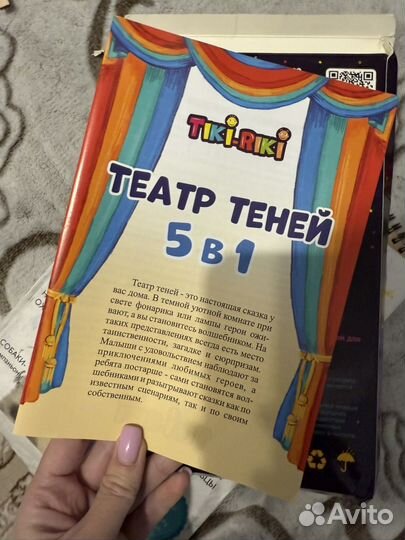 TIKI-RIKI
ТЕАТР ТЕНЕЙ
5 В 1
Театр теней - это настоящая сказка у
вас дома. В темной уютной комнате при
свете фонарика или лампы герои ожи-
вают, а вы становитесь волшебником. На
таких представлениях всегда есть место
таинственности, загадке и сюрпризам.
Малыши с удовольствием наблюдают за
приключениями любимых героев, а
ребята постарше - сами становятся вол-
шебниками и разыгрывают сказки как по
известным сценариям, так и по своим
собственным.
СОБАКИ
Avito